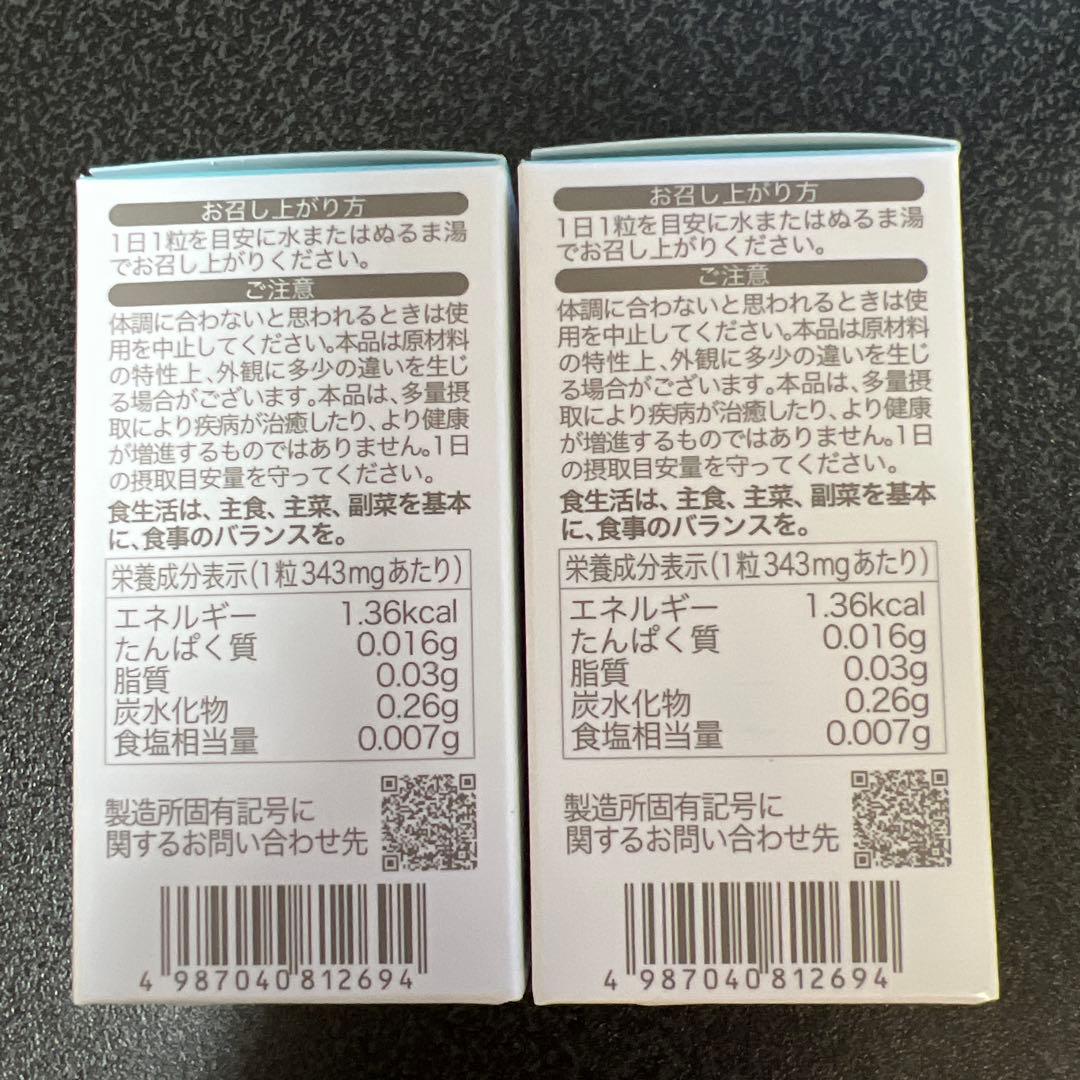 お召し上がり方
1日1粒を目安に水またはぬるま湯
でお召し上がりください。
ご注意
体調に合わないと思われるときは使
用を中止してください。本品は原材料
の特性上、外観に多少の違いを生じ
る場合がございます。本品は、多量摂
取により疾病が治癒したり、より健康
が増進するものではありません。1日
の摂取目安量を守ってください。
食生活は、主食、主菜、副菜を基本
に、食事のバランスを。
栄養成分表示(1粒343mgあたり)
エネルギー 1.36kcal
たんぱく質 0.016g
脂質 0.03g
炭水化物 0.26g
食塩相当量 0.007g
製造所固有記号に
関するお問い合わせ先
4 987040 812694
お召し上がり方
1日1粒を目安に水またはぬるま湯
でお召し上がりください。
ご注意
体調に合わないと思われるときは使
用を中止してください。本品は原材料
の特性上、外観に多少の違いを生じ
る場合がございます。本品は、多量摂
取により疾病が治癒したり、より健康
が増進するものではありません。1日
の摂取目安量を守ってください。
食生活は、主食、主菜、副菜を基本
に、食事のバランスを。
栄養成分表示(1粒343mgあたり)
エネルギー 1.36kcal
たんぱく質 0.016g
脂質 0.03g
炭水化物 0.26g
食塩相当量 0.007g
製造所固有記号に
関するお問い合わせ先
4 987040 812694